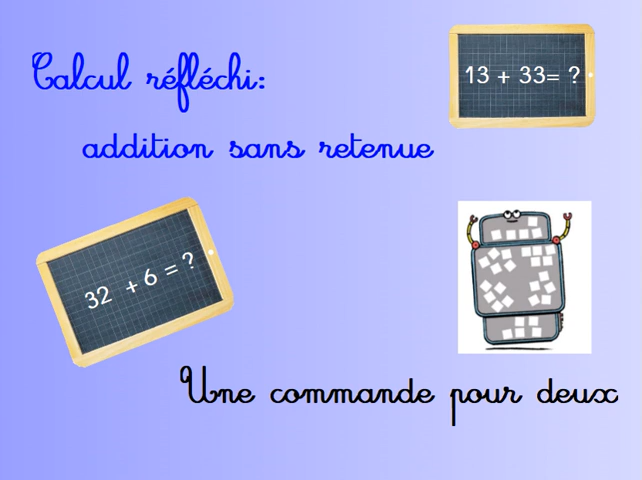 Calcul réfléchi:
13 + 33= ?
addition sans retenue
32 + 6 = ?
Une commande pour deux